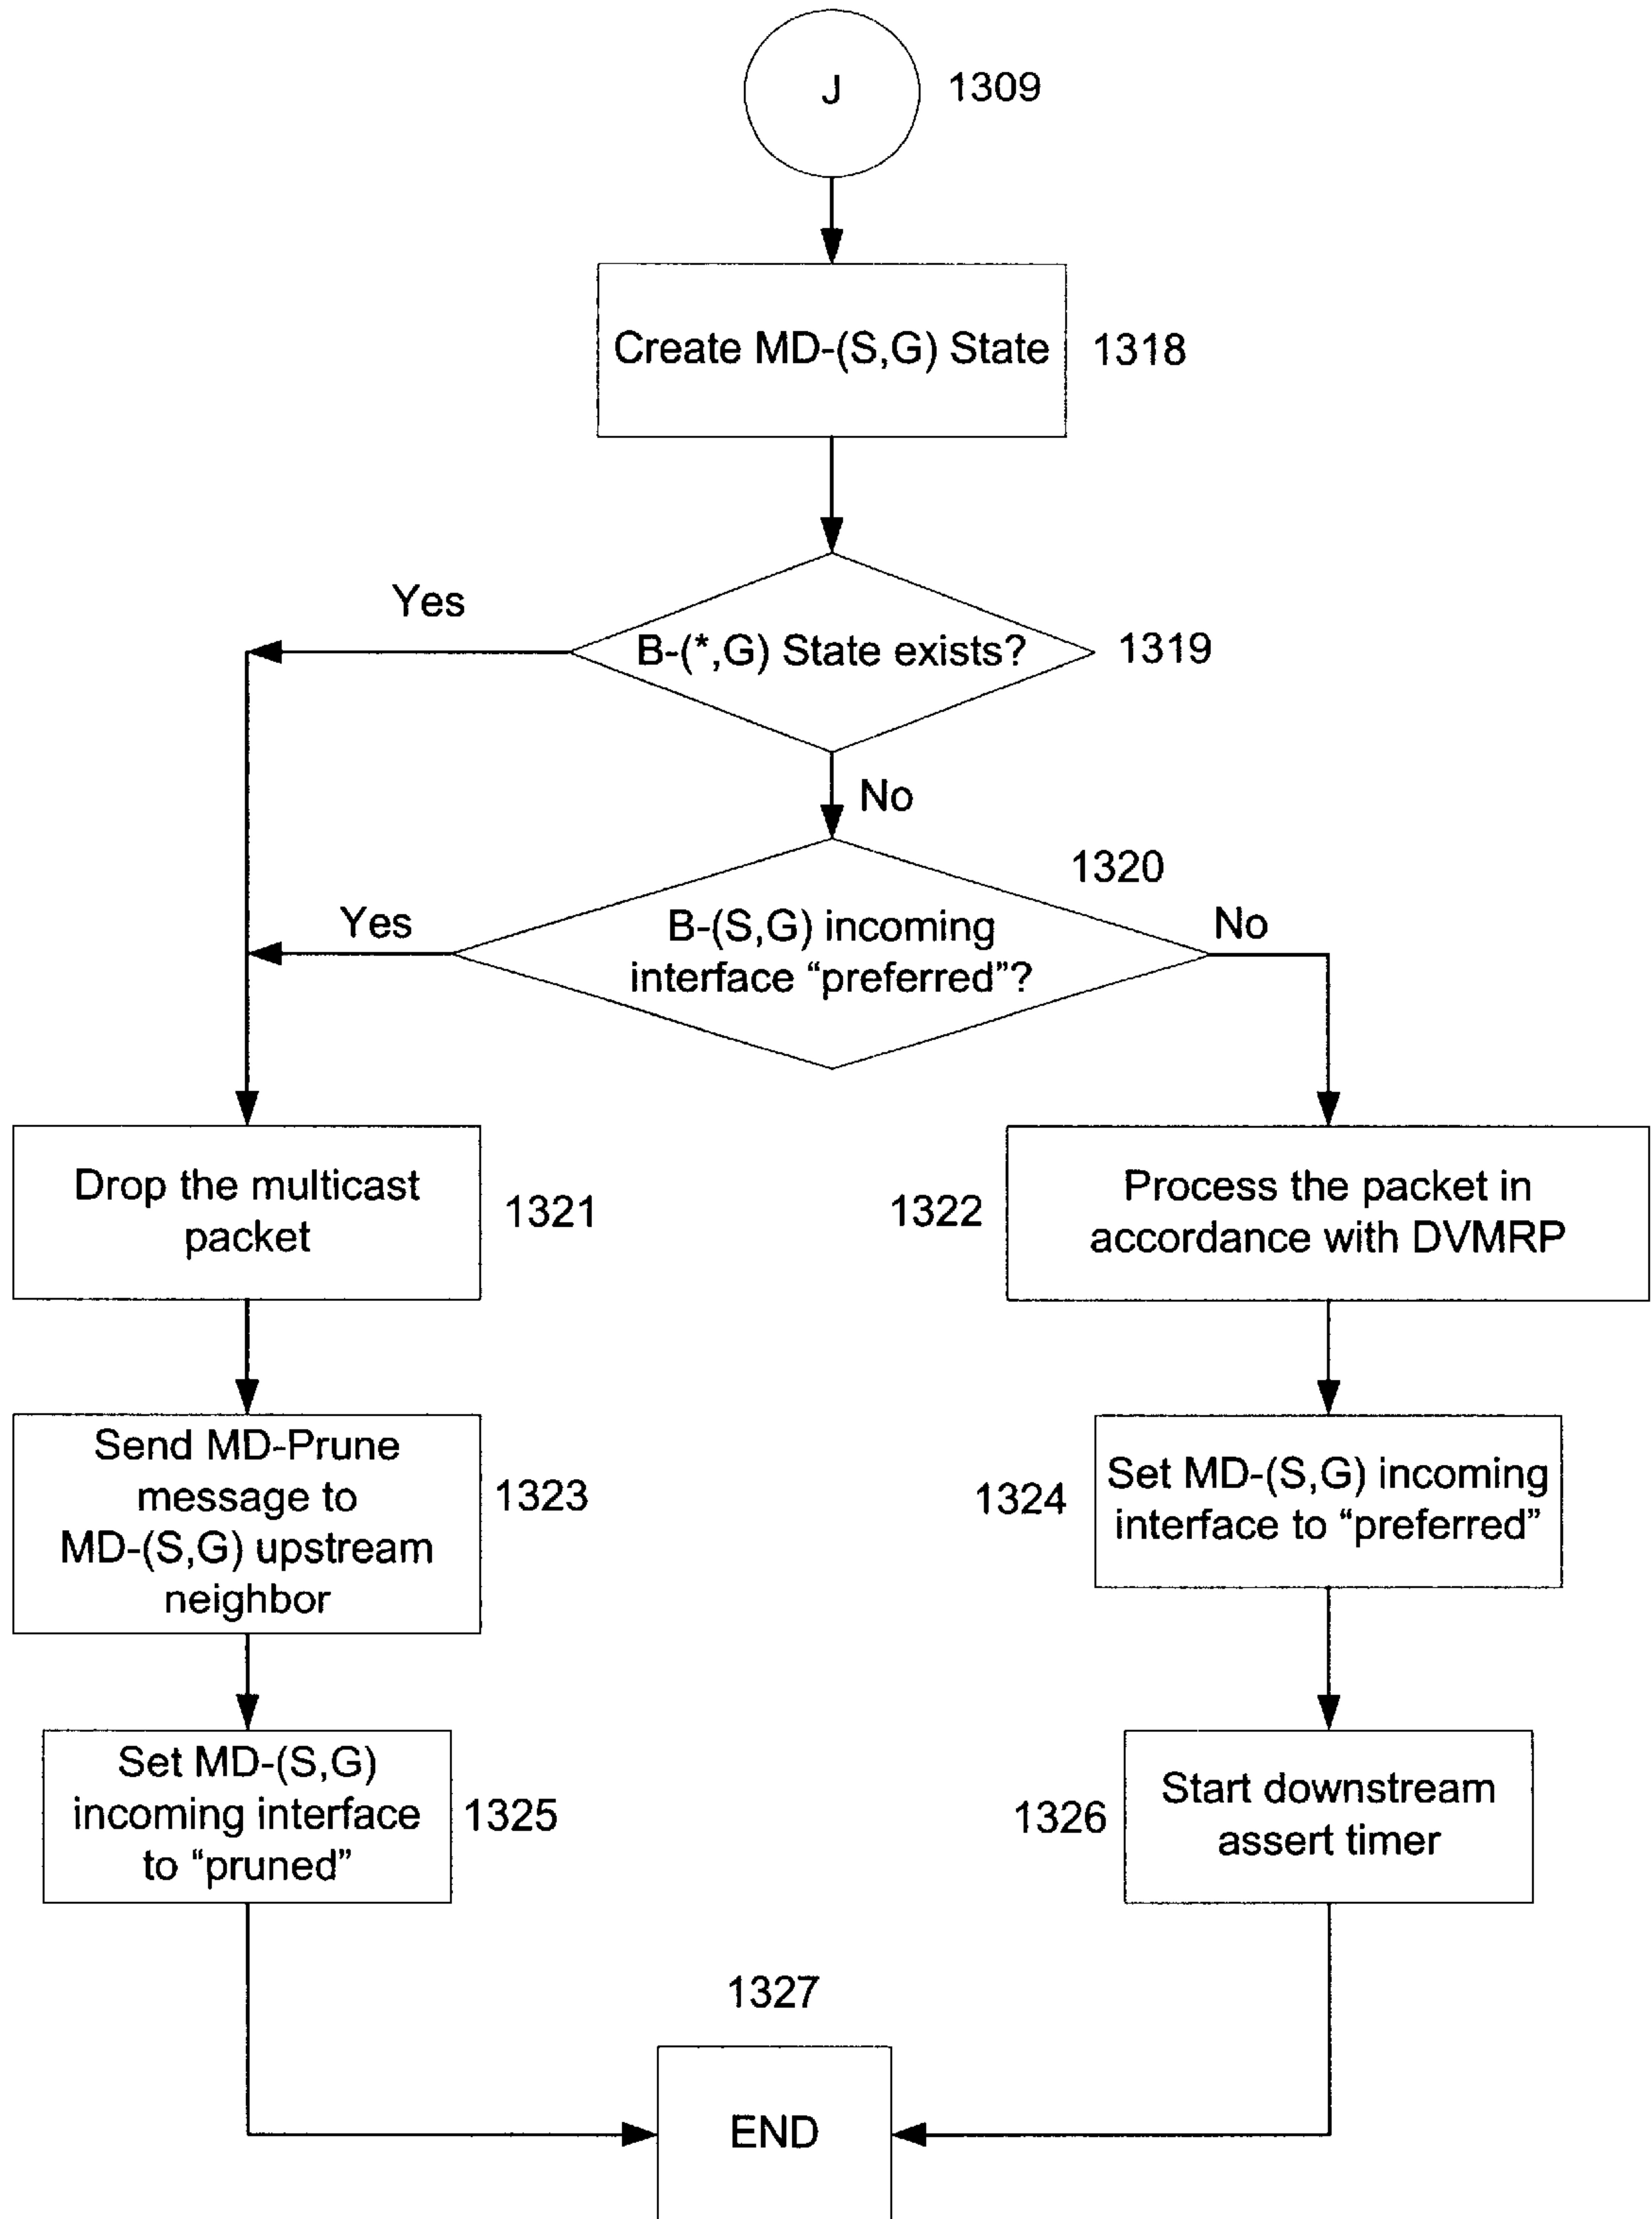 J
1309
Create MD-(S,G) State
1318
Yes
B-(*,G) State exists?
1319
No
1320
Yes
B-(S,G) incoming
interface “preferred”?
No
Drop the multicast
packet
1321
1322
Process the packet in
accordance with DVMRP
Send MD-Prune
message to
MD-(S,G) upstream
neighbor
1323
1324
Set MD-(S,G) incoming
interface to “preferred”
Set MD-(S,G)
incoming interface
to “pruned”
1325
1326
Start downstream
assert timer
1327
END